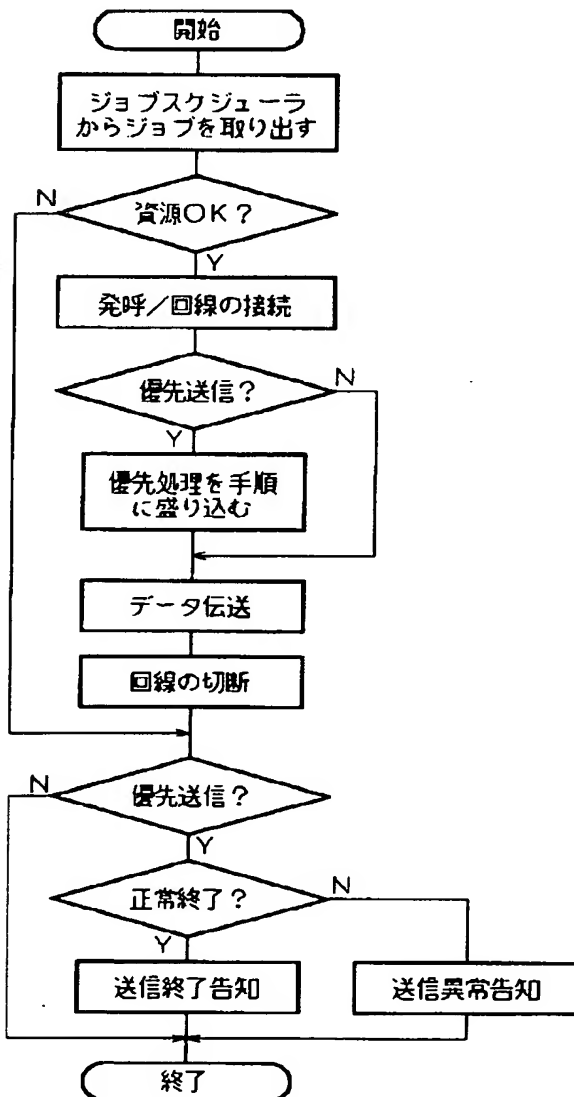 開始
ジョブスケジューラ
からジョブを取り出す
N
資源OK?
Y
発呼/回線の接続
優先送信?
N
Y
優先処理を手順
に盛り込む
データ伝送
回線の切断
N
優先送信?
Y
正常終了?
N
Y
送信終了告知
送信異常告知
終了